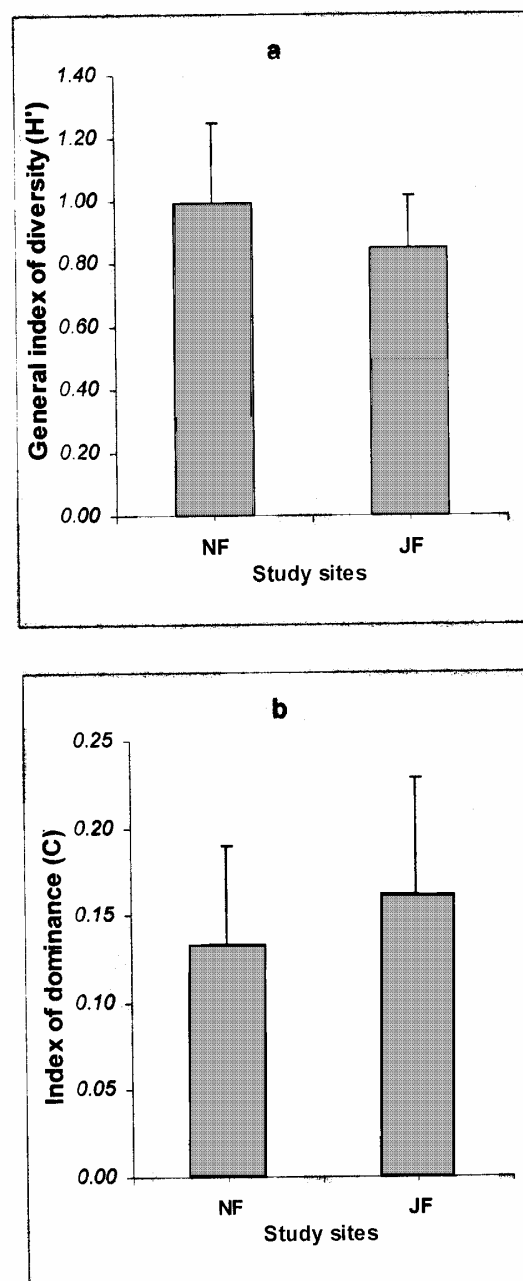 a
General index of diversity (H')
1.40
1.20
1.00
0.80
0.60
0.40
0.20
0.00
NF JF
Study sites
b
Index of dominance (C)
0.25
0.20
0.15
0.10
0.05
0.00
NF JF
Study sites